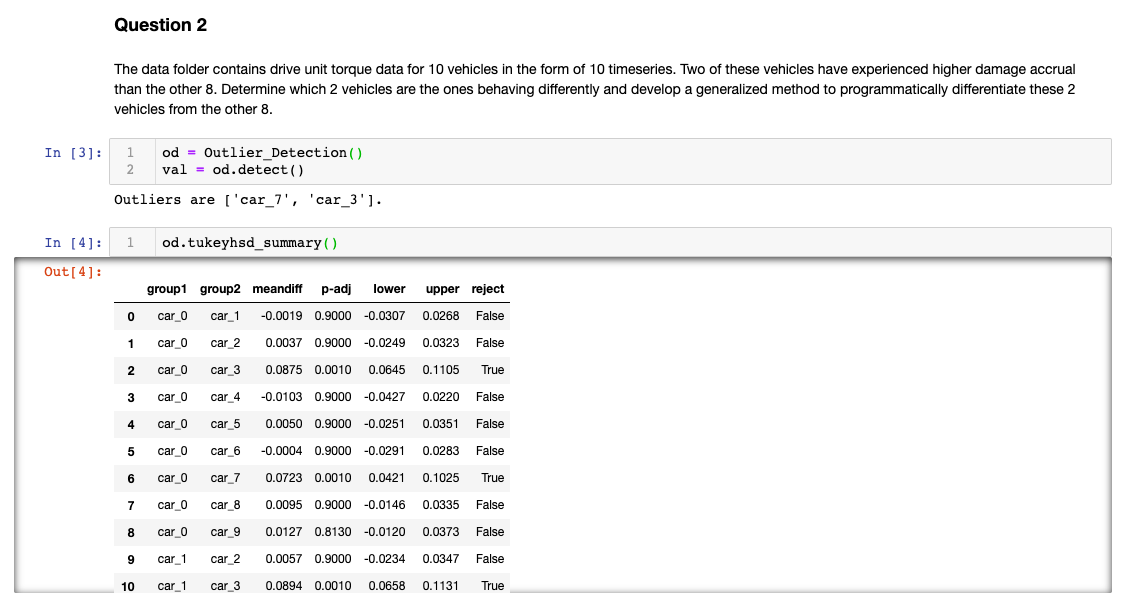 Question 2
The data folder contains drive unit torque data for 10 vehicles in the form of 10 timeseries. Two of these vehicles have experienced higher damage accrual
than the other 8. Determine which 2 vehicles are the ones behaving differently and develop a generalized method to programmatically differentiate these 2
vehicles from the other 8.
In [3]: 1 od = Outlier_Detection()
2 val = od.detect()
Outliers are ['car_7', 'car_3'].
In [4]: 1 od.tukeyhsd_summary()
Out[4]:
group1 group2 meandiff p-adj lower upper reject
0 car_0 car_1 -0.0019 0.9000 -0.0307 0.0268 False
1 car_0 car_2 0.0037 0.9000 -0.0249 0.0323 False
2 car_0 car_3 0.0875 0.0010 0.0645 0.1105 True
3 car_0 car_4 -0.0103 0.9000 -0.0427 0.0220 False
4 car_0 car_5 0.0050 0.9000 -0.0251 0.0351 False
5 car_0 car_6 -0.0004 0.9000 -0.0291 0.0283 False
6 car_0 car_7 0.0723 0.0010 0.0421 0.1025 True
7 car_0 car_8 0.0095 0.9000 -0.0146 0.0335 False
8 car_0 car_9 0.0127 0.8130 -0.0120 0.0373 False
9 car_1 car_2 0.0057 0.9000 -0.0234 0.0347 False
10 car_1 car_3 0.0894 0.0010 0.0658 0.1131 True